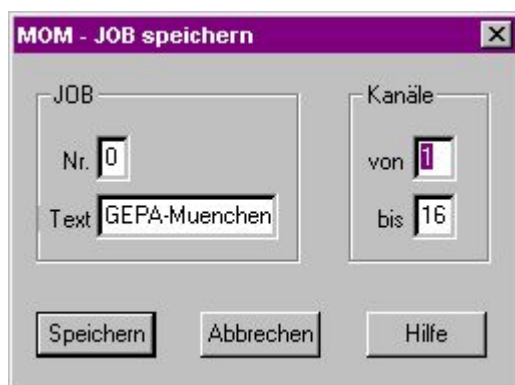 MOM - JOB speichern
JOB
Nr. 0
Text GEPA-Muenchen
Kanäle
von 1
bis 16
Speichern Abbrechen Hilfe